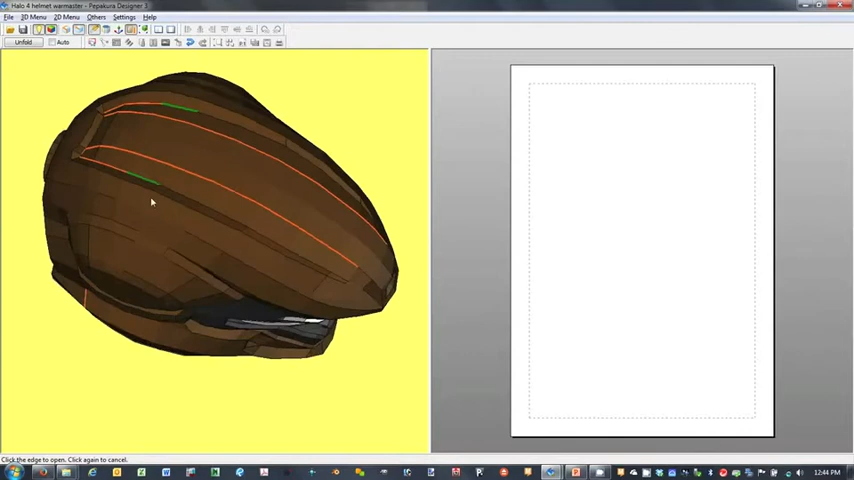 Halo 4 helmet warmaster - Pepakura Designer 3
File 3D Menu 2D Menu Others Settings Help
Unfold Auto
Click the edge to open. Click again to cancel.
12:44 PM